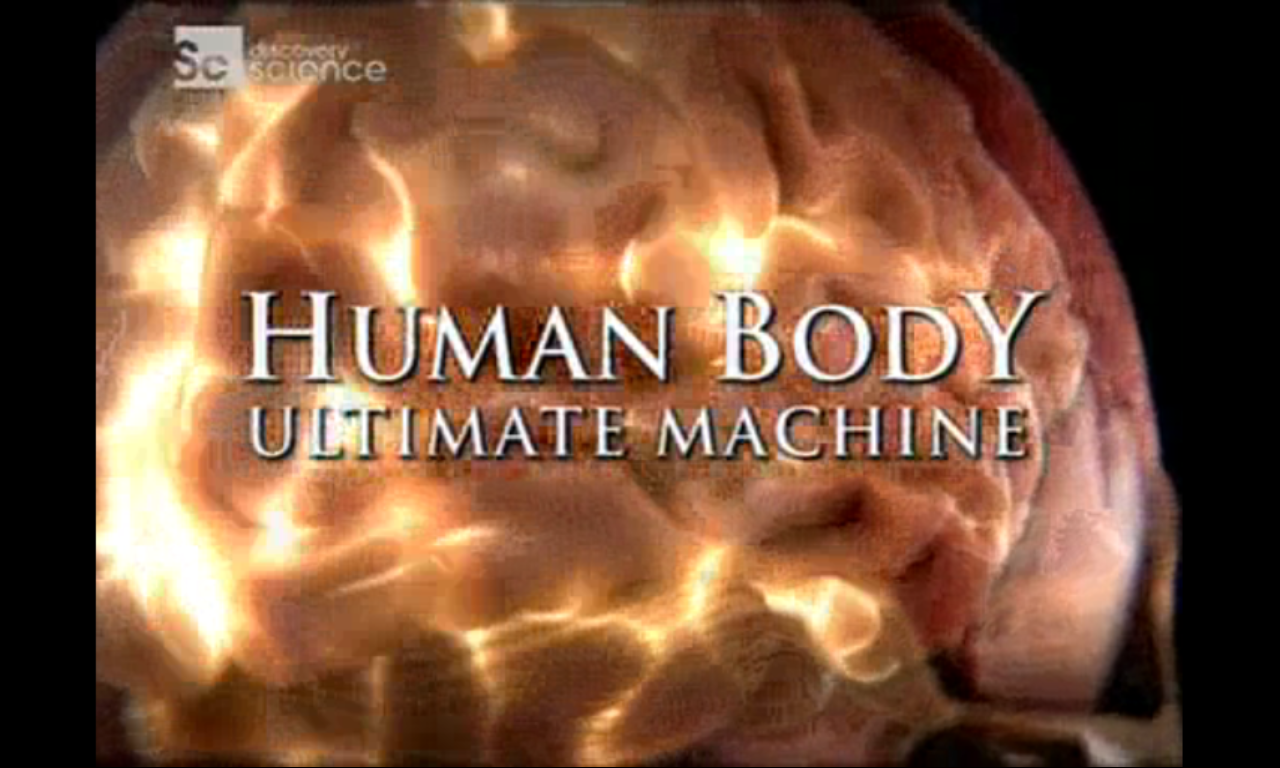 Sc discovery
science
HUMAN BODY
ULTIMATE MACHINE